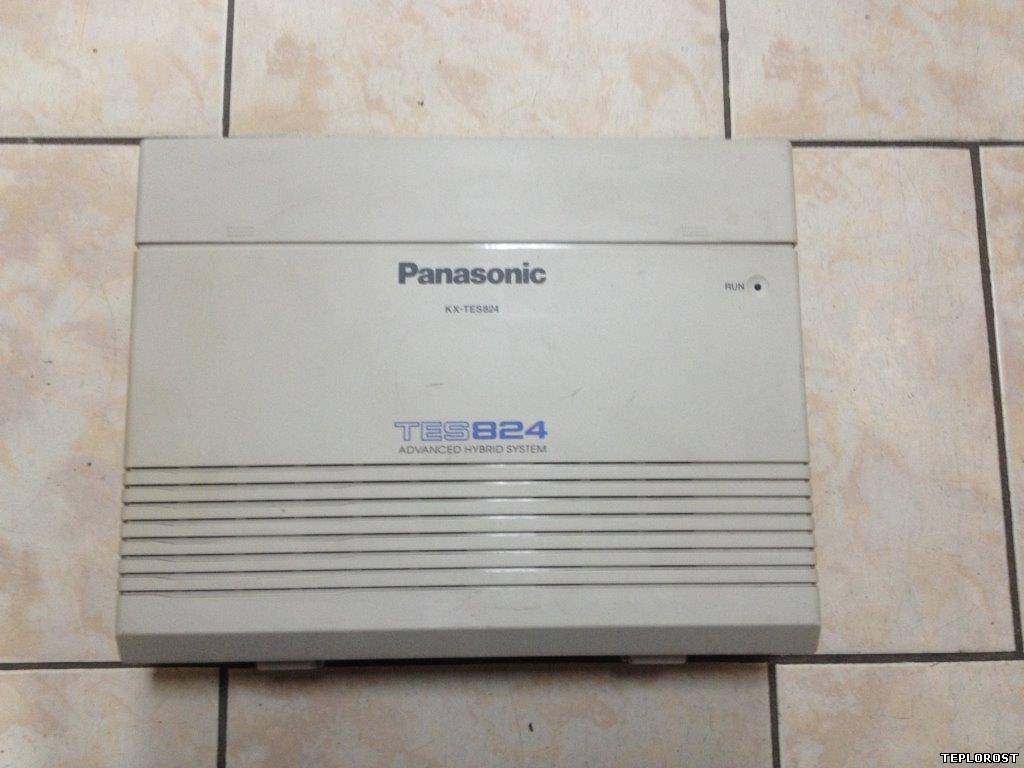 Panasonic
RUN
KX-TES824
TES824
ADVANCED HYBRID SYSTEM
TEPLOROST